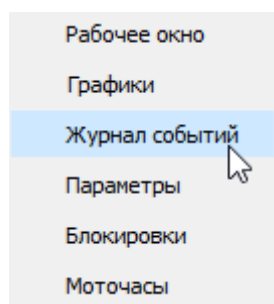 Рабочее окно
Графики
Журнал событий
Параметры
Блокировки
Моточасы